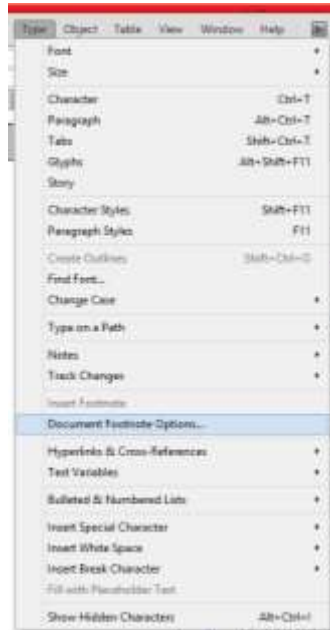 Type Object Table View Window Help
Font
Size
Character Ctrl+T
Paragraph Alt+Ctrl+T
Tabs Shift+Ctrl+T
Glyphs Alt+Shift+F11
Story
Character Styles Shift+F11
Paragraph Styles F11
Create Outlines Shift+Ctrl+O
Find Font...
Change Case
Type on a Path
Notes
Track Changes
Insert Footnote
Document Footnote Options...
Hyperlinks & Cross-References
Text Variables
Bulleted & Numbered Lists
Insert Special Character
Insert White Space
Insert Break Character
Fill with Placeholder Text
Show Hidden Characters Alt+Ctrl+I